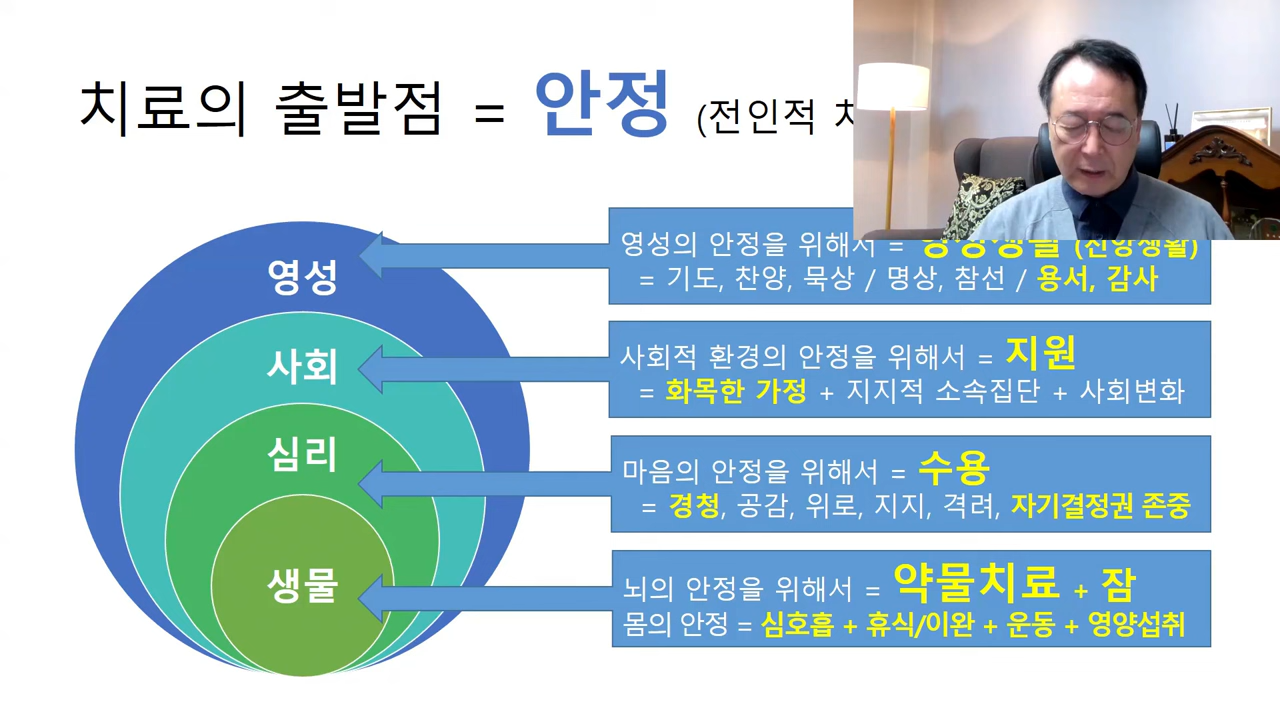 치료의 출발점 = 안정 (전인적
영성
사회
심리
생물
영성의 안정을 위해서 = (신앙생활)
= 기도, 찬양, 묵상 / 명상, 참선 / 용서, 감사
사회적 환경의 안정을 위해서 = 지원
= 화목한 가정 + 지지적 소속집단 + 사회변화
마음의 안정을 위해서 = 수용
= 경청, 공감, 위로, 지지, 격려, 자기결정권 존중
뇌의 안정을 위해서 = 약물치료 + 잠
몸의 안정 = 심호흡 + 휴식/이완 + 운동 + 영양섭취